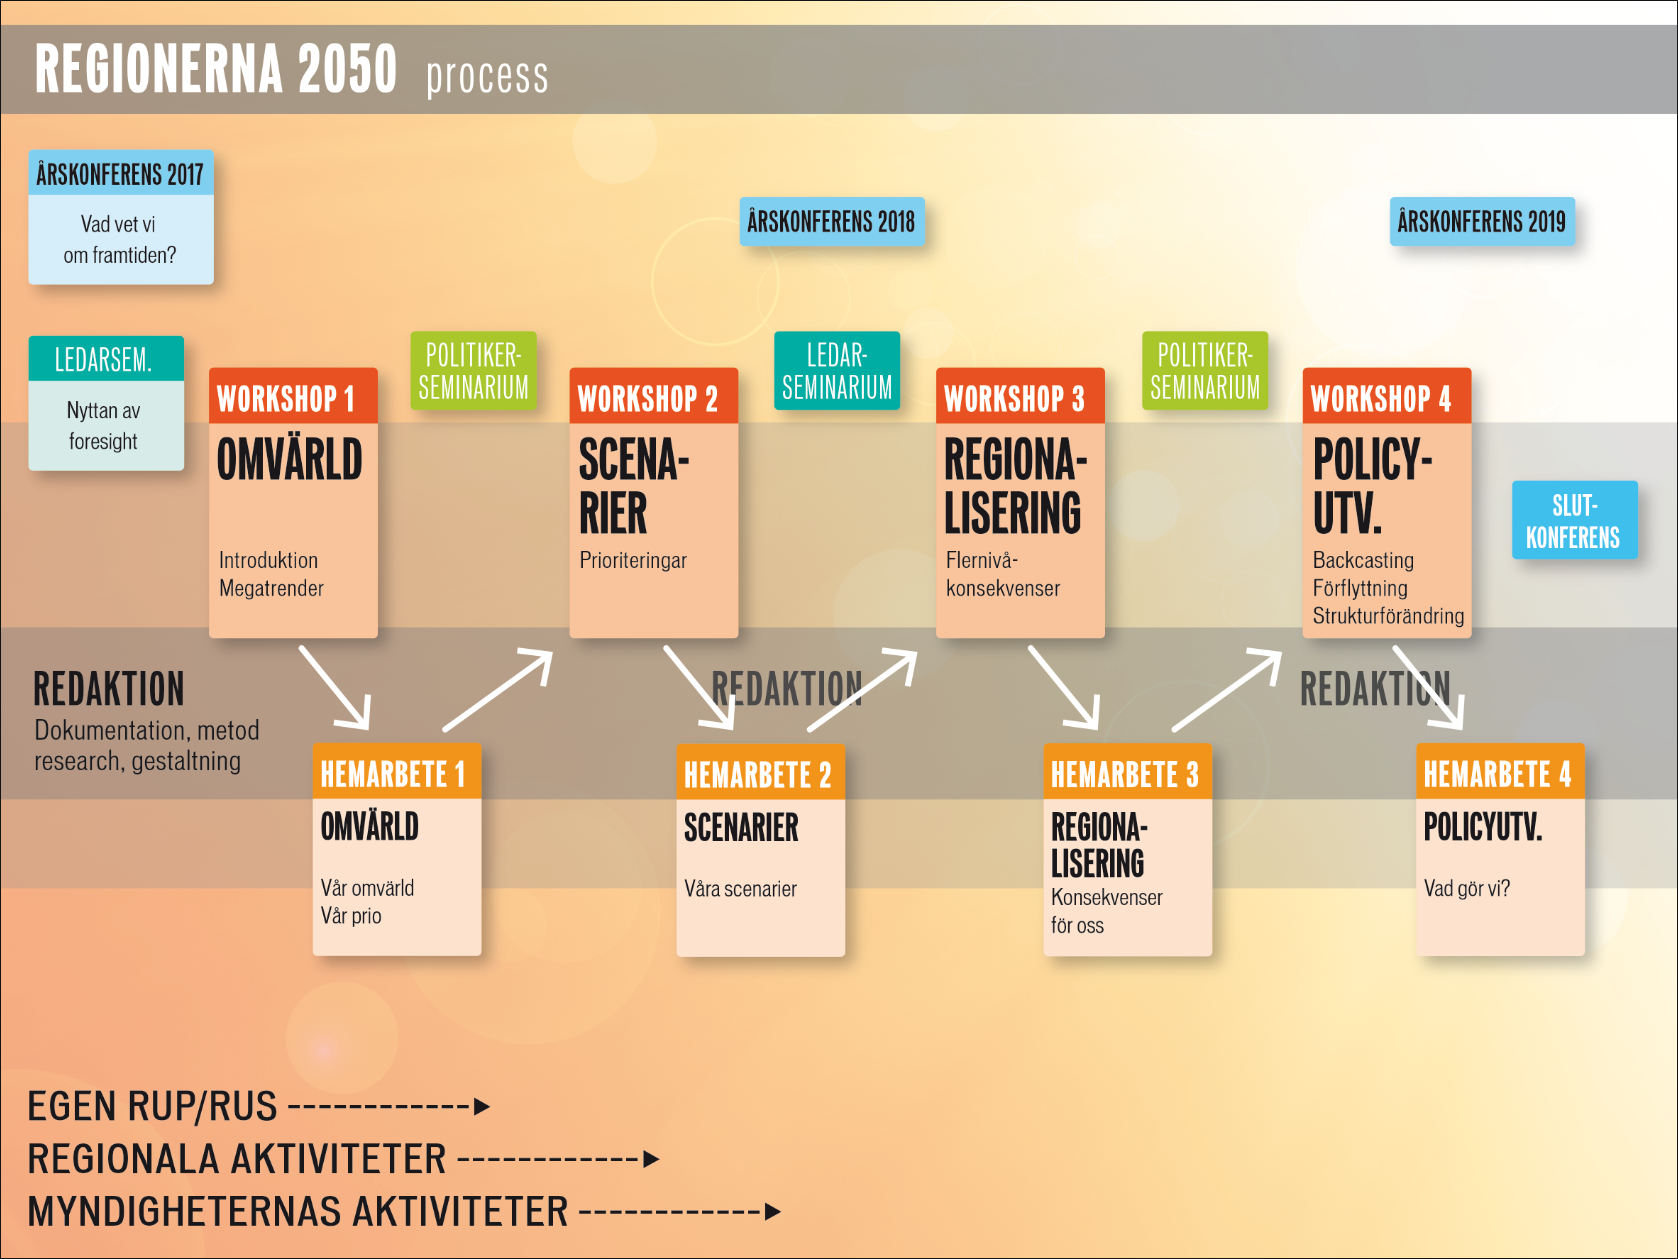 REGIONERNA 2050 process
ÅRSKONFERENS 2017
Vad vet vi
om framtiden?
ÅRSKONFERENS 2018
ÅRSKONFERENS 2019
LEDARSEM.
Nyttan av
foresight
WORKSHOP 1
OMVÄRLD
Introduktion
Megatrender
POLITIKER-
SEMINARIUM
WORKSHOP 2
SCENA-
RIER
Prioriteringar
LEDAR-
SEMINARIUM
WORKSHOP 3
REGIONA-
LISERING
Flernivå-
konsekvenser
POLITIKER-
SEMINARIUM
WORKSHOP 4
POLICY-
UTV.
Backcasting
Förflyttning
Strukturförändring
SLUT-
KONFERENS
REDAKTION
Dokumentation, metod
research, gestaltning
REDAKTION
REDAKTION
HEMARBETE 1
OMVÄRLD
Vår omvärld
Vår prio
HEMARBETE 2
SCENARIER
Våra scenarier
HEMARBETE 3
REGIONA-
LISERING
Konsekvenser
för oss
HEMARBETE 4
POLICYUTV.
Vad gör vi?
EGEN RUP/RUS
REGIONALA AKTIVITETER
MYNDIGHETERNAS AKTIVITETER